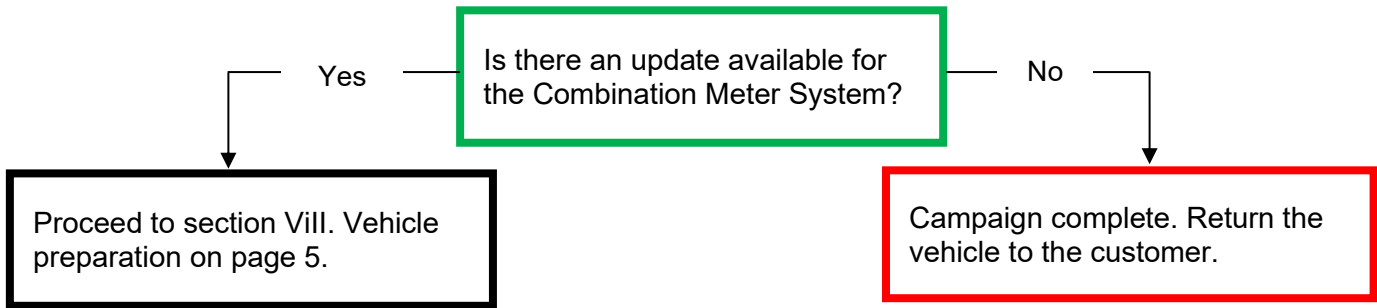 Is there an update available for
the Combination Meter System?
Yes
No
Proceed to section ViII. Vehicle
preparation on page 5.
Campaign complete. Return the
vehicle to the customer.